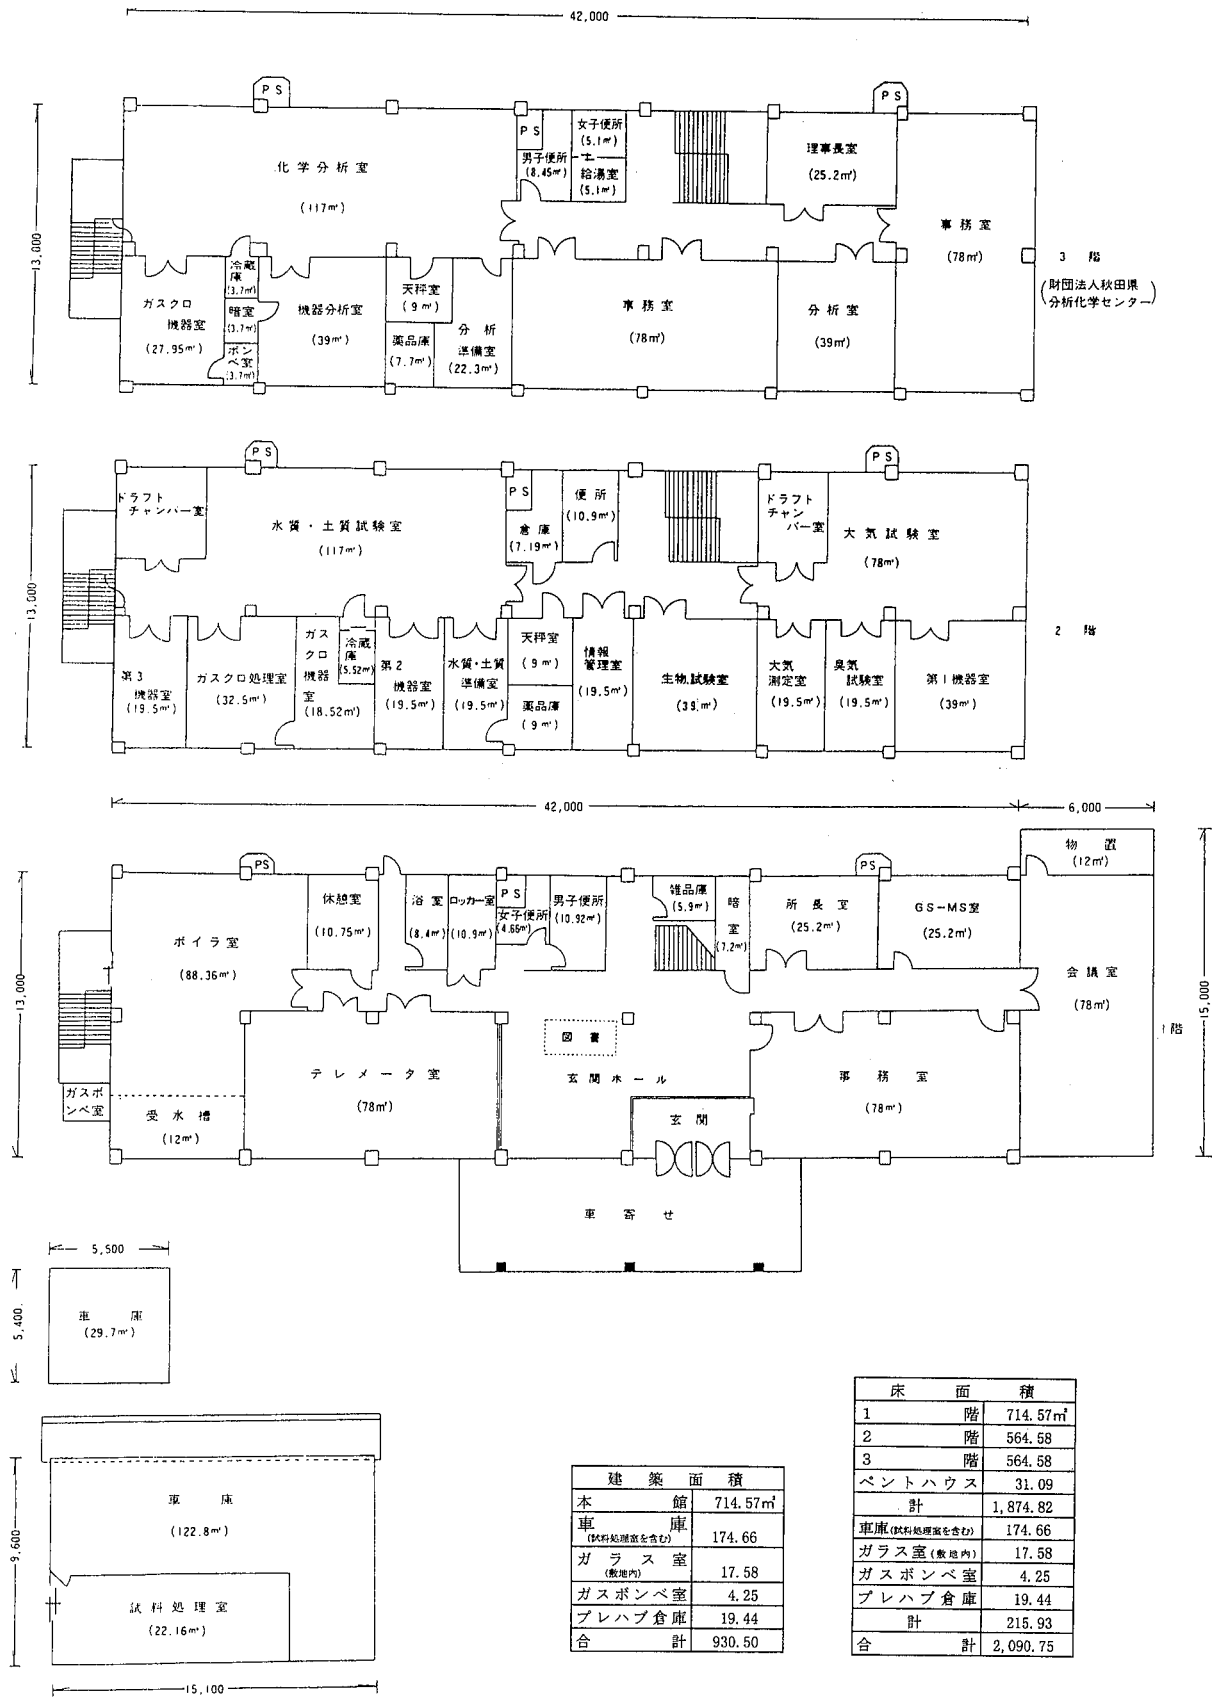 42,000
13,000
PS
PS
化学分析室
(117㎡)
PS
男子便所
(8.45㎡)
女子便所
(5.1㎡)
給湯室
(5.1㎡)
理事長室
(25.2㎡)
事務室
(78㎡)
3階
(財団法人秋田県
分析化学センター)
ガスクロ
機器室
(27.95㎡)
冷蔵
庫
(3.7㎡)
暗室
(3.7㎡)
ボン
ベ室
(3.7㎡)
機器分析室
(39㎡)
天秤室
(9㎡)
薬品庫
(7.7㎡)
分析
準備室
(22.3㎡)
事務室
(78㎡)
分析室
(39㎡)
13,000
PS
PS
ドラフト
チャンバー室
水質・土質試験室
(117㎡)
PS
倉庫
(7.19㎡)
便所
(10.9㎡)
ドラフト
チャン
バー室
大気試験室
(78㎡)
2階
第3
機器室
(19.5㎡)
ガスクロ処理室
(32.5㎡)
ガス
クロ
機器
室
(18.52㎡)
冷蔵
庫
(5.52㎡)
第2
機器室
(19.5㎡)
水質・土質
準備室
(19.5㎡)
天秤室
(9㎡)
薬品庫
(9㎡)
情報
管理室
(19.5㎡)
生物試験室
(39㎡)
大気
測定室
(19.5㎡)
臭気
試験室
(19.5㎡)
第1機器室
(39㎡)
42,000
6,000
13,000
15,000
PS
PS
物置
(12㎡)
ボイラ室
(88.36㎡)
休憩室
(10.75㎡)
浴室
(8.4㎡)
ロッカー室
(10.9㎡)
PS
女子便所
(4.66㎡)
男子便所
(10.92㎡)
雑品庫
(5.9㎡)
暗
室
(7.2㎡)
所長室
(25.2㎡)
GS-MS室
(25.2㎡)
会議室
(78㎡)
1階
ガスボ
ンベ室
受水槽
(12㎡)
テレメータ室
(78㎡)
図書
玄関ホール
玄関
事務室
(78㎡)
車寄せ
5,500
5,400
車庫
(29.7㎡)
9,600
車庫
(122.8㎡)
試料処理室
(22.16㎡)
15,100
建築面積
本館 714.57㎡
車庫
(試料処理室を含む) 174.66
ガラス室
(敷地内) 17.58
ガスボンベ室 4.25
プレハブ倉庫 19.44
合計 930.50
床面積
1階 714.57㎡
2階 564.58
3階 564.58
ペントハウス 31.09
計 1,874.82
車庫(試料処理室を含む) 174.66
ガラス室(敷地内) 17.58
ガスボンベ室 4.25
プレハブ倉庫 19.44
計 215.93
合計 2,090.75